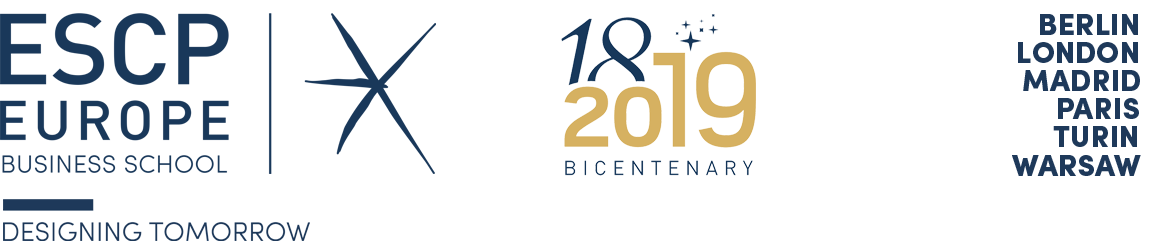 ESCP
EUROPE
BUSINESS SCHOOL
DESIGNING TOMORROW
18
2019
BICENTENARY
BERLIN
LONDON
MADRID
PARIS
TURIN
WARSAW